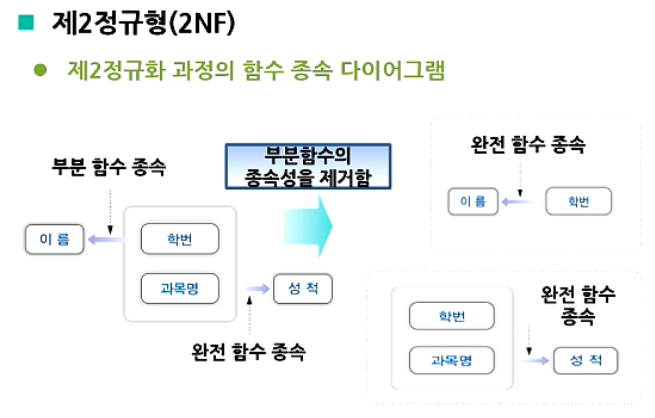 제2정규형(2NF)
제2정규화 과정의 함수 종속 다이어그램
부분 함수 종속
이 름
학번
과목명
성 적
완전 함수 종속
부분함수의
종속성을 제거함
완전 함수 종속
이 름
학번
학번
과목명
완전 함수
종속
성 적